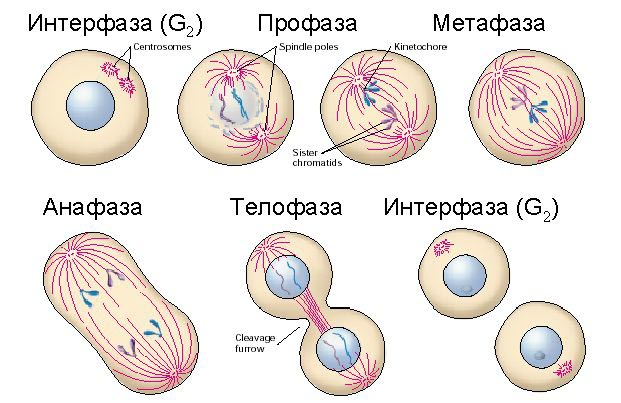 Интерфаза (G2)
Профаза
Метафаза
Centrosomes
Spindle poles
Kinetochore
Sister
chromatids
Анафаза
Телофаза
Интерфаза (G2)
Cleavage
furrow